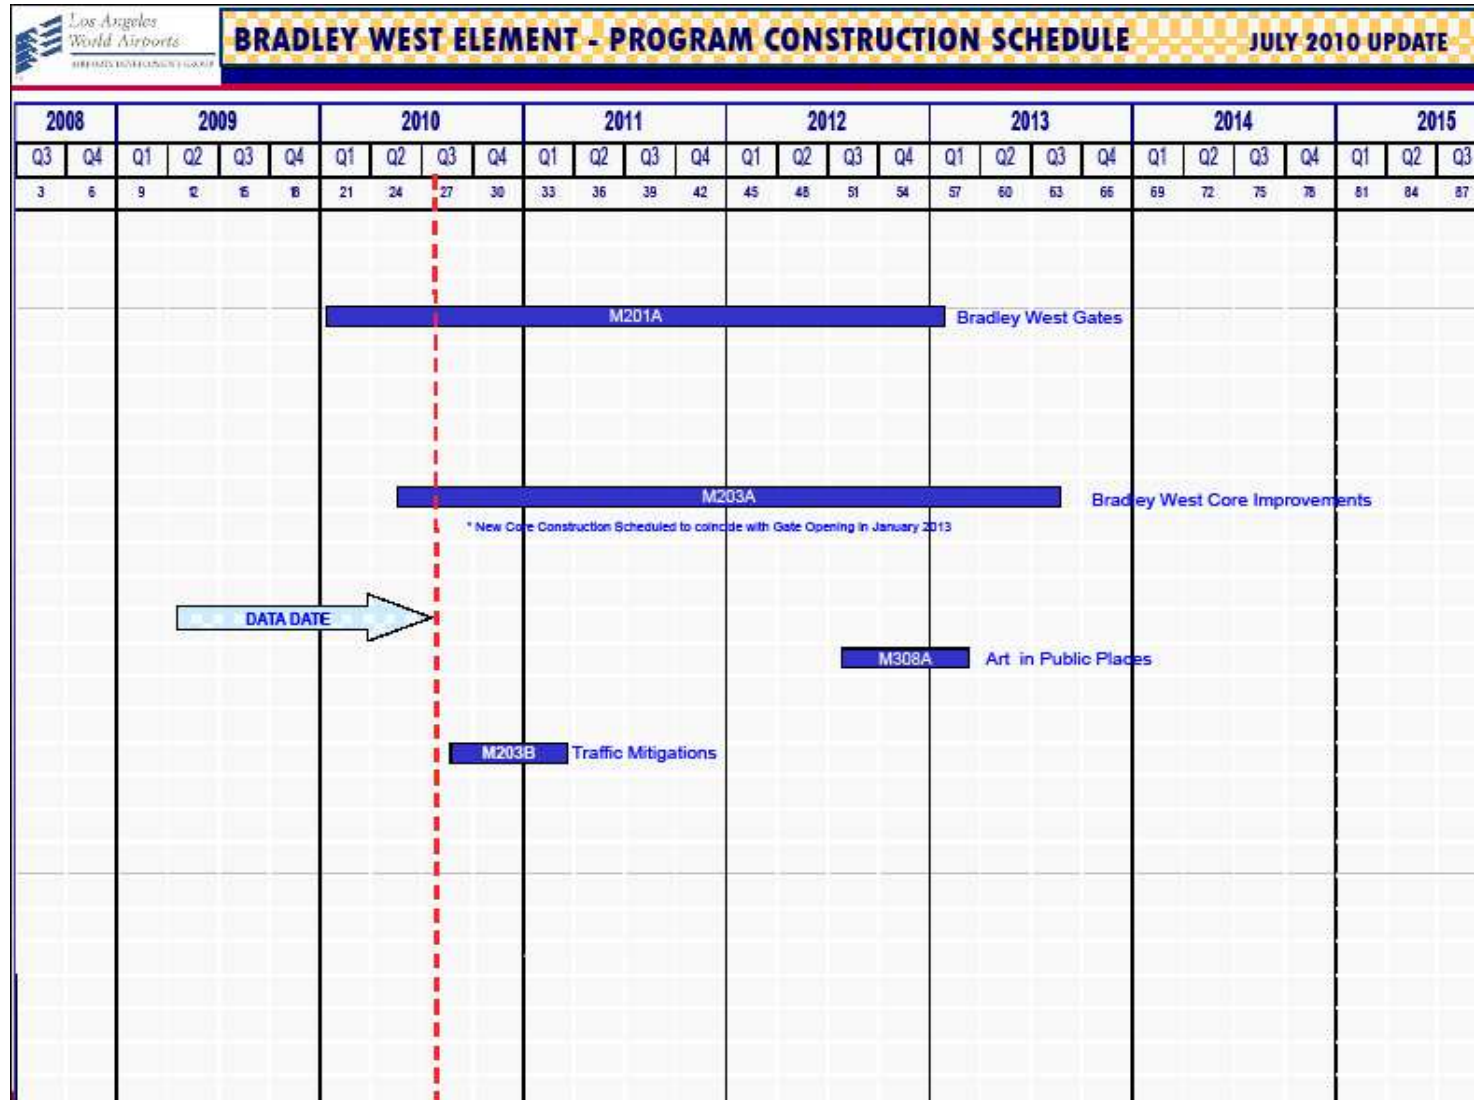 Los Angeles
World Airports
AIRPORTS DEVELOPMENT GROUP
BRADLEY WEST ELEMENT - PROGRAM CONSTRUCTION SCHEDULE JULY 2010 UPDATE
2008 2009 2010 2011 2012 2013 2014 2015
Q3 Q4 Q1 Q2 Q3 Q4 Q1 Q2 Q3 Q4 Q1 Q2 Q3 Q4 Q1 Q2 Q3 Q4 Q1 Q2 Q3 Q4 Q1 Q2 Q3 Q4 Q1 Q2 Q3
3 6 9 12 15 18 21 24 27 30 33 36 39 42 45 48 51 54 57 60 63 66 69 72 75 78 81 84 87
M201A Bradley West Gates
M203A Bradley West Core Improvements
* New Core Construction Scheduled to coincide with Gate Opening in January 2013
DATA DATE
M308A Art in Public Places
M203B Traffic Mitigations